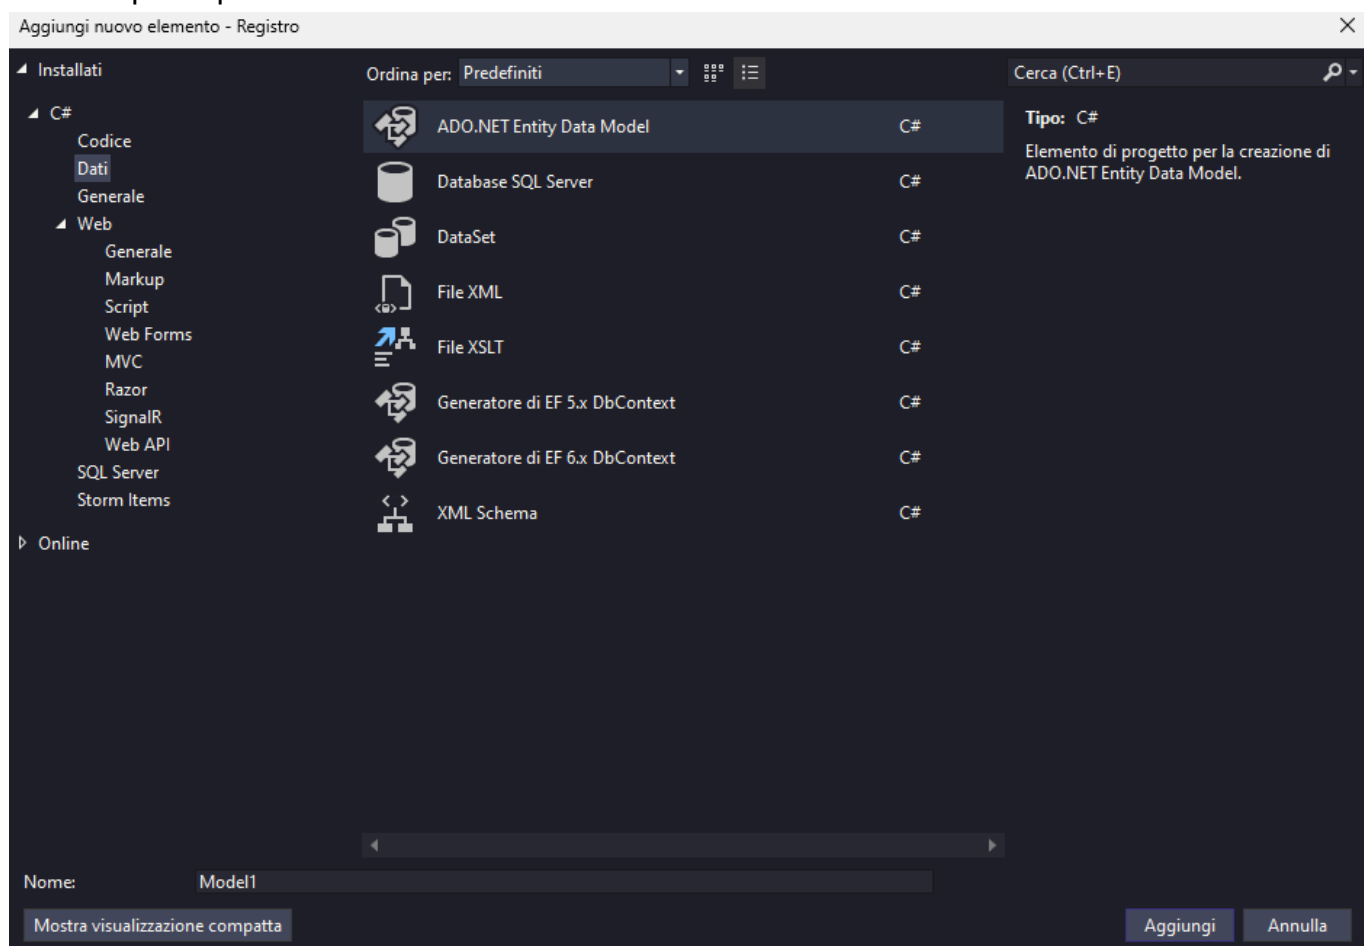 Aggiungi nuovo elemento - Registro
Installati
C#
Codice
Dati
Generale
Web
Generale
Markup
Script
Web Forms
MVC
Razor
SignalR
Web API
SQL Server
Storm Items
Online
Ordina per: Predefiniti
ADO.NET Entity Data Model C#
Database SQL Server C#
DataSet C#
File XML C#
File XSLT C#
Generatore di EF 5.x DbContext C#
Generatore di EF 6.x DbContext C#
XML Schema C#
Cerca (Ctrl+E)
Tipo: C#
Elemento di progetto per la creazione di
ADO.NET Entity Data Model.
Nome: Model1
Mostra visualizzazione compatta
Aggiungi Annulla